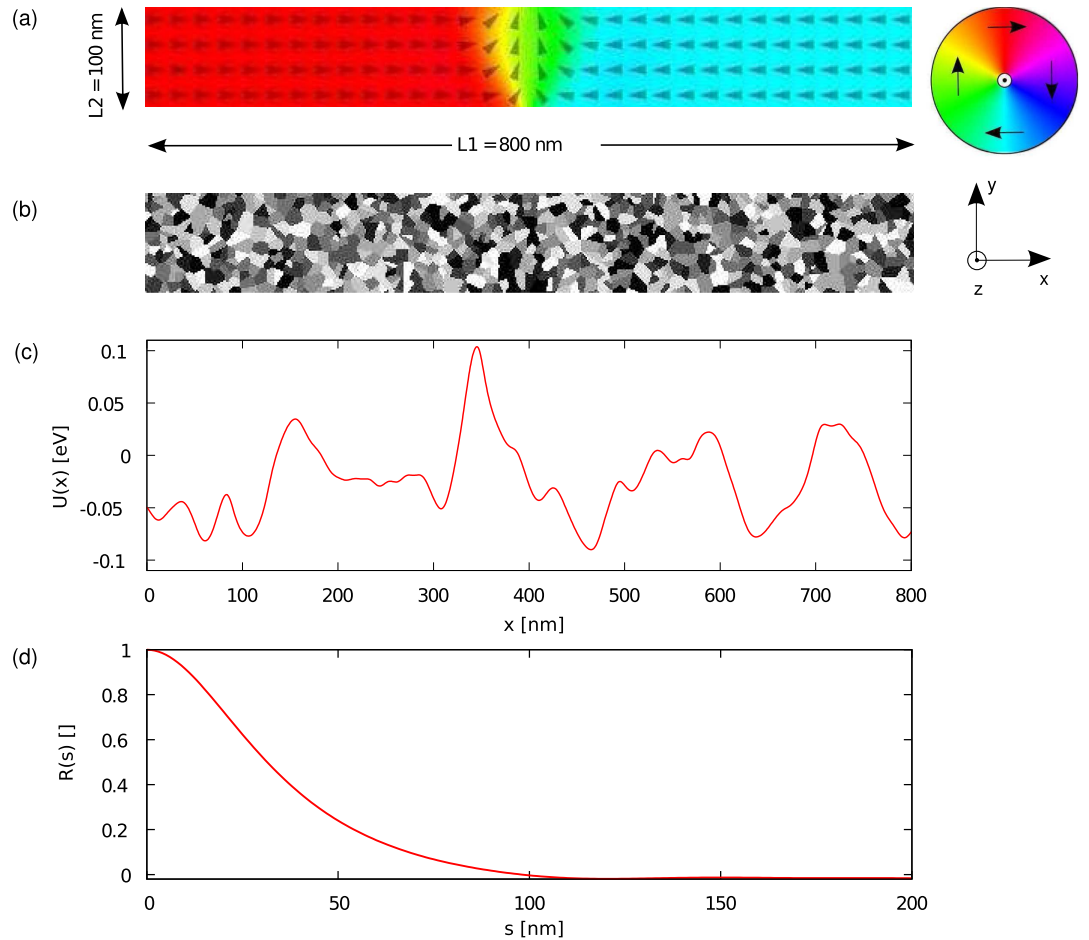 (a)
L2 = 100 nm
L1 = 800 nm
(b)
y
x
z
(c)
U(x) [eV]
0.1
0.05
0
-0.05
-0.1
0 100 200 300 400 500 600 700 800
x [nm]
(d)
R(s) []
1
0.8
0.6
0.4
0.2
0
0 50 100 150 200
s [nm]